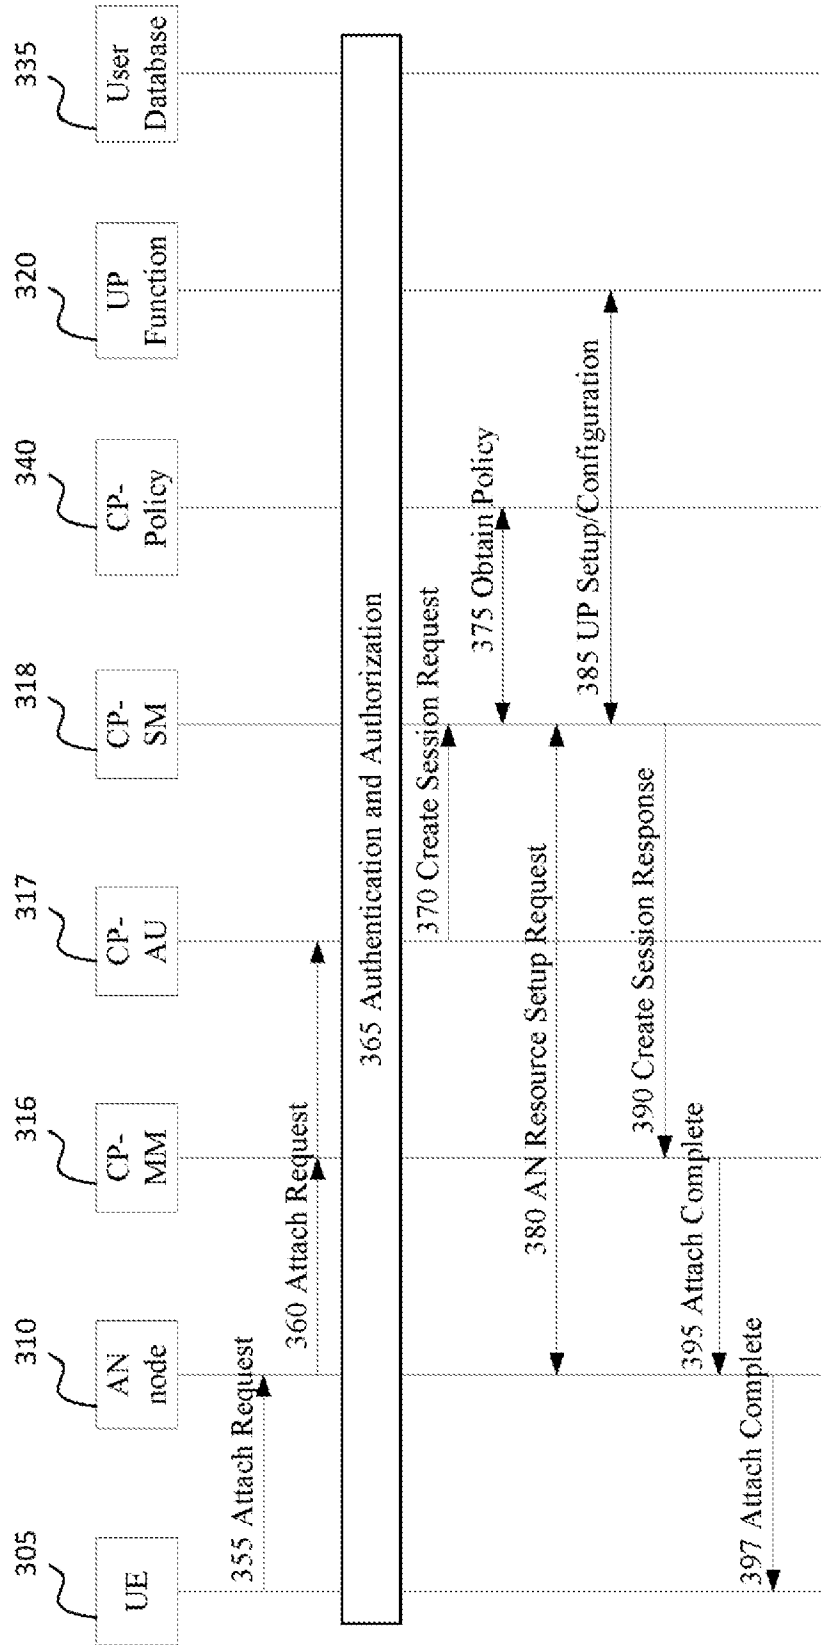 305
310
316
317
318
340
320
335
UE
AN
node
CP-
MM
CP-
AU
CP-
SM
CP-
Policy
UP
Function
User
Database
355 Attach Request
360 Attach Request
365 Authentication and Authorization
370 Create Session Request
375 Obtain Policy
380 AN Resource Setup Request
385 UP Setup/Configuration
390 Create Session Response
395 Attach Complete
397 Attach Complete